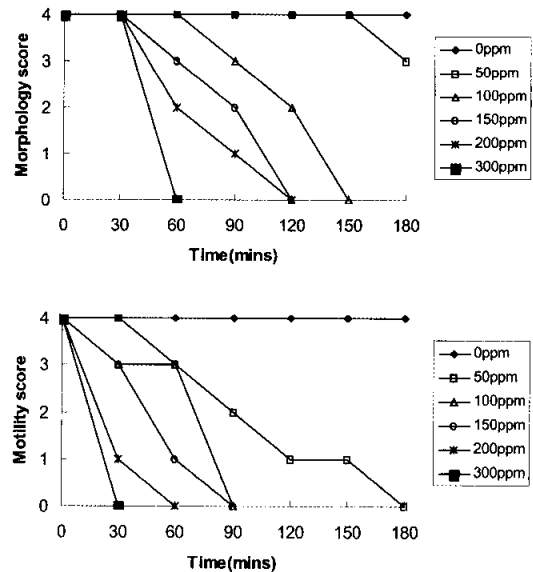 Morphology score
4
3
2
1
0
0 30 60 90 120 150 180
Time(mins)
0ppm
50ppm
100ppm
150ppm
200ppm
300ppm
Motility score
4
3
2
1
0
0 30 60 90 120 150 180
Time(mins)
0ppm
50ppm
100ppm
150ppm
200ppm
300ppm